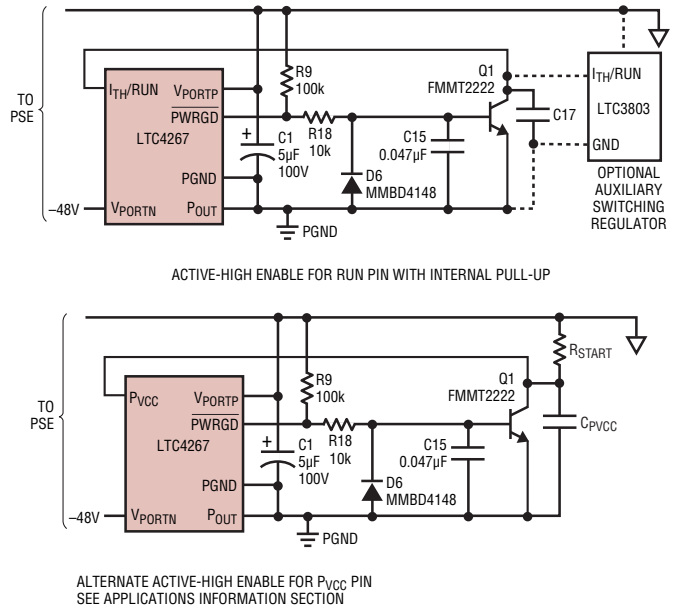 TO
PSE
ITH/RUN
VPORTP
PWRGD
LTC4267
PGND
–48V
VPORTN
POUT
R9
100k
R18
10k
+
C1
5µF
100V
D6
MMBD4148
PGND
C15
0.047µF
Q1
FMMT2222
C17
ITH/RUN
LTC3803
GND
OPTIONAL
AUXILIARY
SWITCHING
REGULATOR
ACTIVE-HIGH ENABLE FOR RUN PIN WITH INTERNAL PULL-UP
TO
PSE
PVCC
VPORTP
PWRGD
LTC4267
PGND
–48V
VPORTN
POUT
R9
100k
R18
10k
+
C1
5µF
100V
D6
MMBD4148
PGND
C15
0.047µF
Q1
FMMT2222
RSTART
CPVCC
ALTERNATE ACTIVE-HIGH ENABLE FOR PVCC PIN
SEE APPLICATIONS INFORMATION SECTION